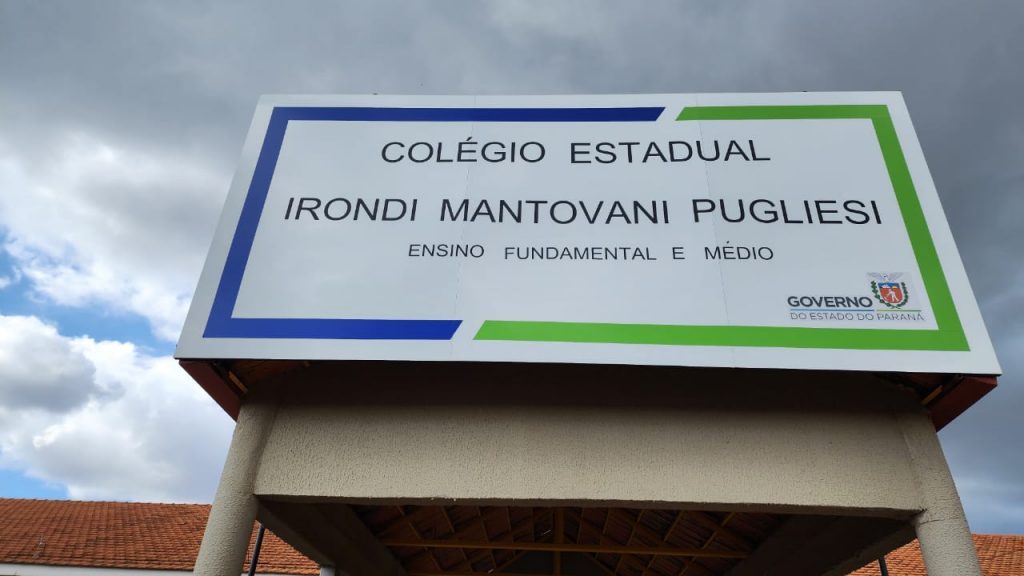 COLÉGIO ESTADUAL
IRONDI MANTOVANI PUGLIESI
ENSINO FUNDAMENTAL E MÉDIO
GOVERNO
DO ESTADO DO PARANÁ